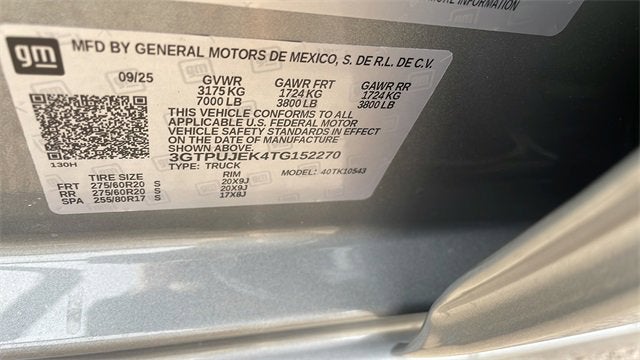 MORE INFORMATION
gm
MFD BY GENERAL MOTORS DE MEXICO, S. DE R.L. DE C.V.
09/25 GVWR GAWR FRT GAWR RR
3175 KG 1724 KG 1724 KG
7000 LB 3800 LB 3800 LB
THIS VEHICLE CONFORMS TO ALL
APPLICABLE U.S. FEDERAL MOTOR
VEHICLE SAFETY STANDARDS IN EFFECT
ON THE DATE OF MANUFACTURE
SHOWN ABOVE.
130H 3GTPUJEK4TG152270
TYPE: TRUCK MODEL: 40TK10543
TIRE SIZE RIM
FRT 275/60R20 S 20X9J
RR 275/60R20 S 20X9J
SPA 255/80R17 S 17X8J